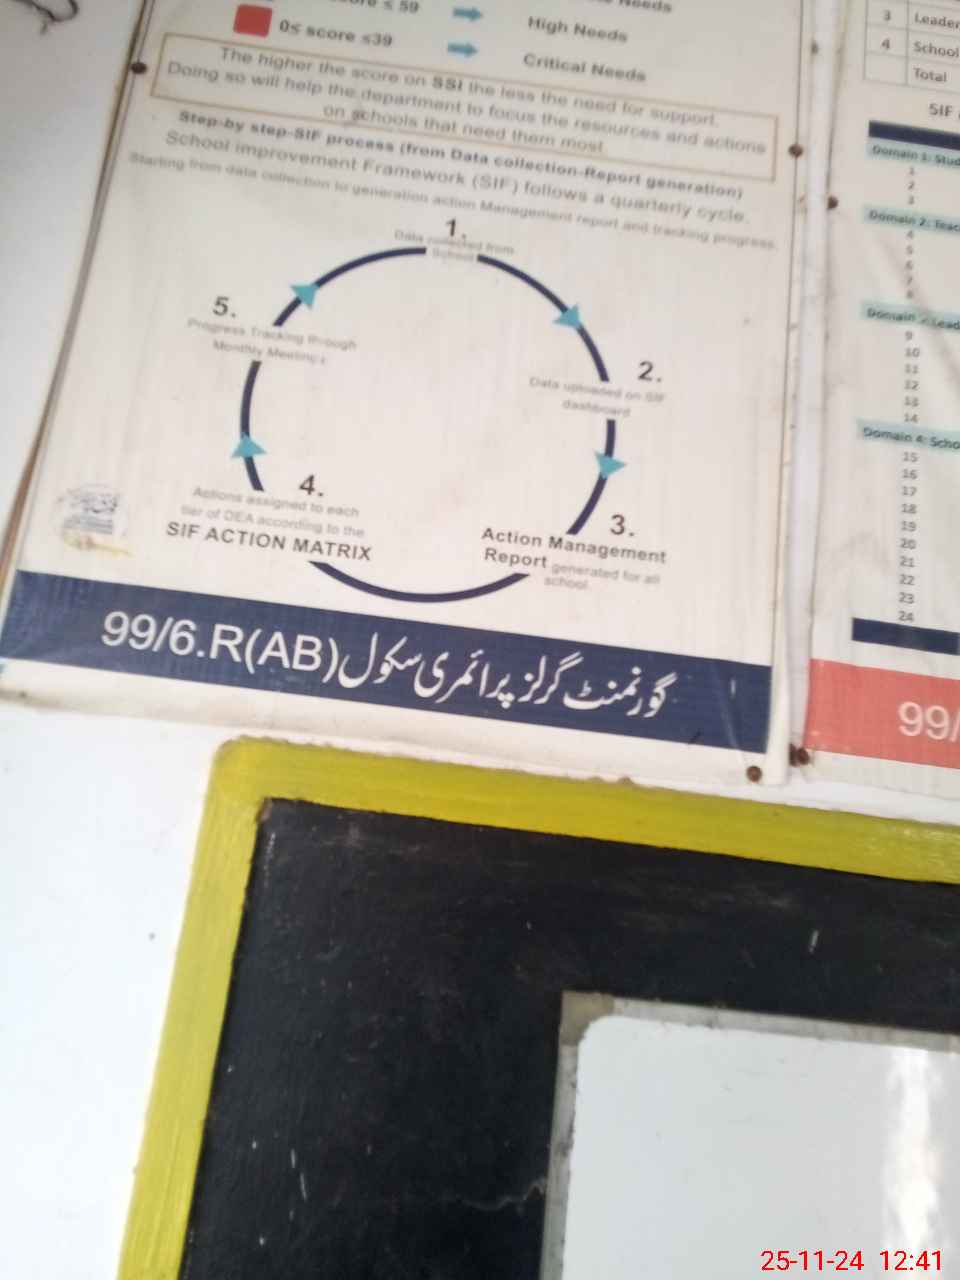 score ≤ 59
High Needs
0≤ score ≤39
Critical Needs
The higher the score on SSI the less the need for support.
Doing so will help the department to focus the resources and actions
on schools that need them most
Step-by step-SIF process (from Data collection-Report generation)
School improvement Framework (SIF) follows a quarterly cycle.
Starting from data collection to generation action Management report and tracking progress.
1.
Data collected from
School
2.
Data uploaded on SIF
dashboard
3.
Action Management
Report generated for all
school.
4.
Actions assigned to each
tier of DEA according to the
SIF ACTION MATRIX
5.
Progress Tracking through
Monthly Meetings
گورنمنٹ گرلز پرائمری سکول 99/6.R(AB)
3 Leader
4 School
Total
SIF
Domain 1: Stud
1
2
3
Domain 2: Teac
4
5
6
7
8
Domain 3: Lead
9
10
11
12
13
14
Domain 4: Scho
15
16
17
18
19
20
21
22
23
24
99/
25-11-24 12:41